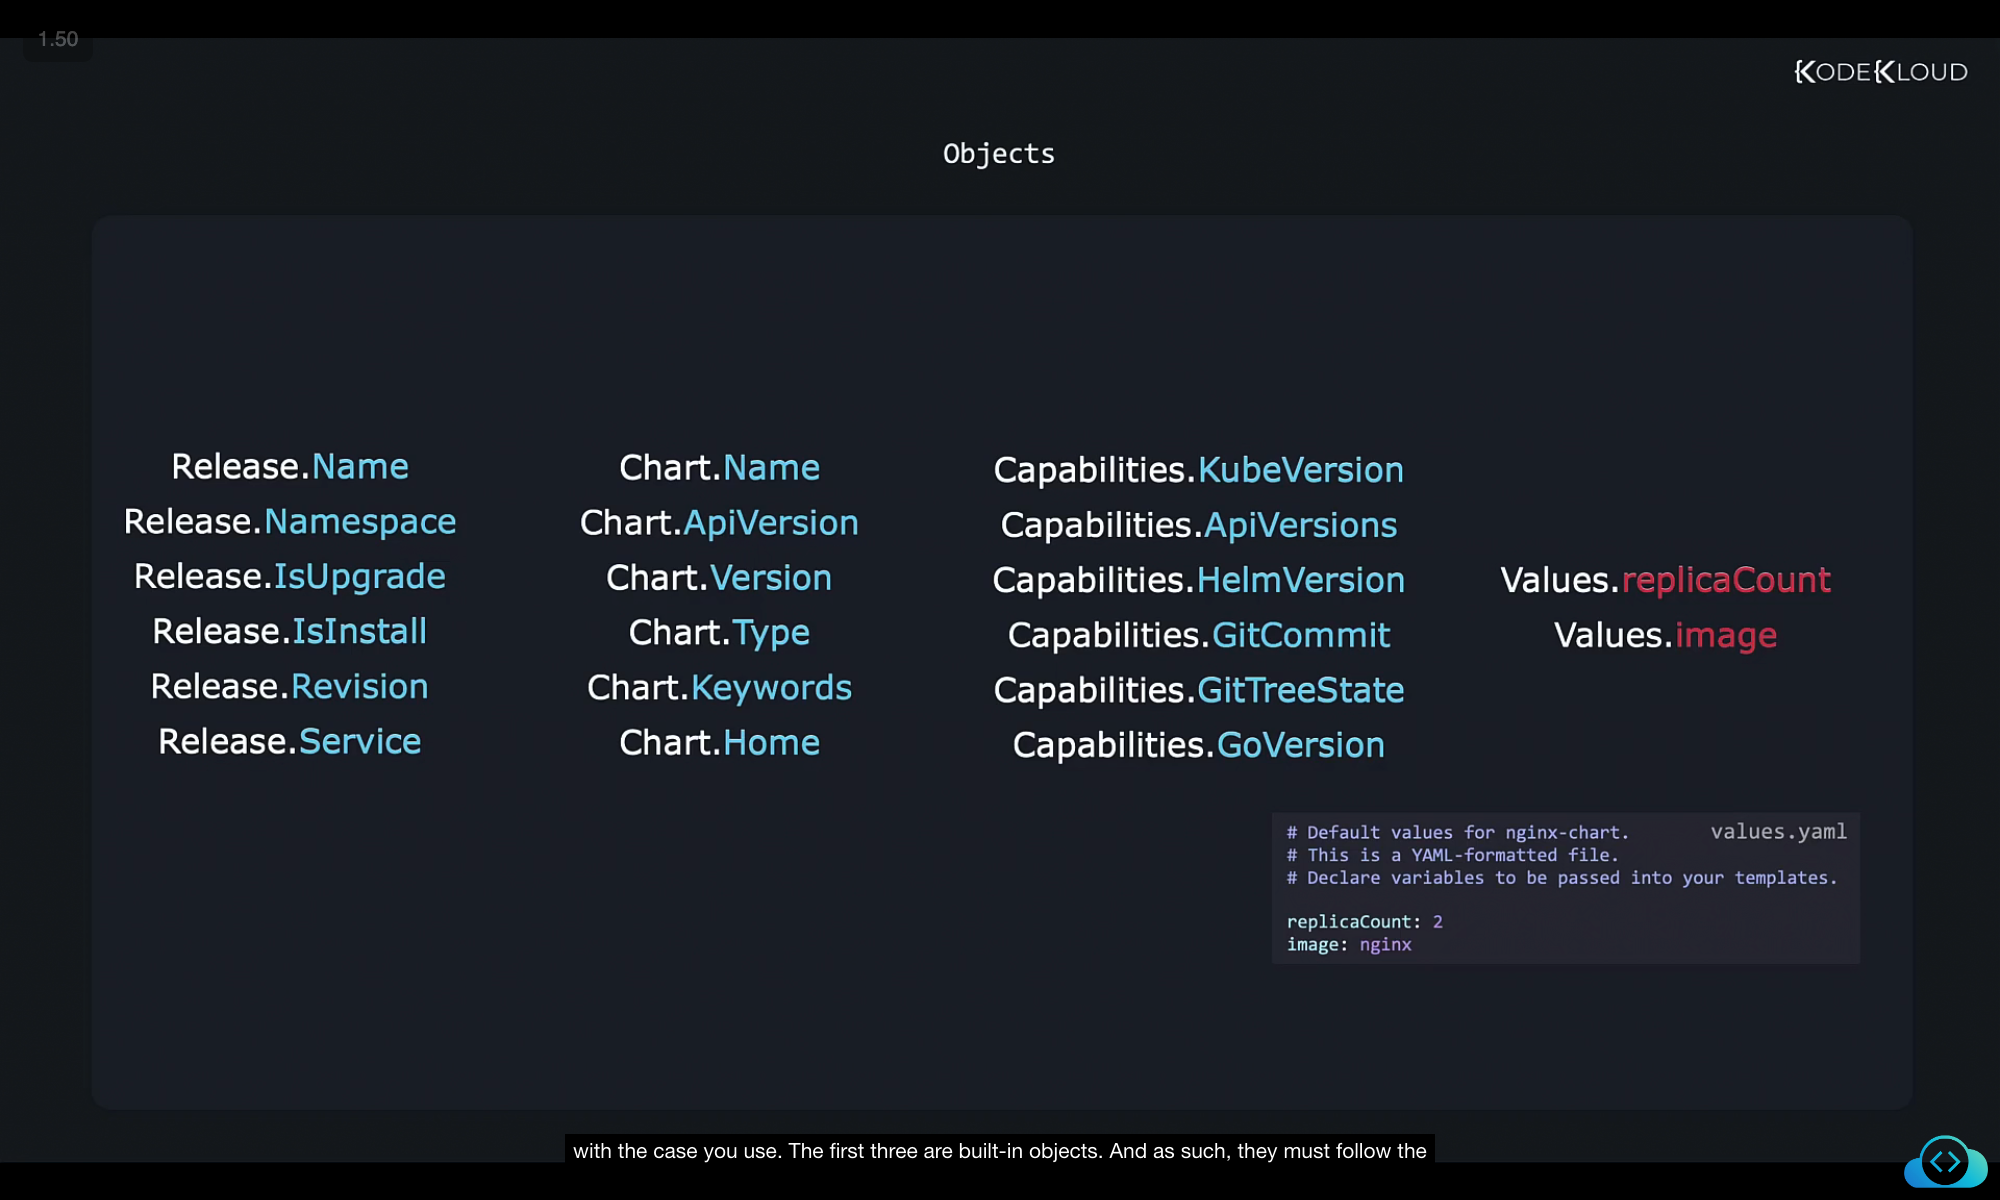 1.50
KODEKLOUD
Objects
Release.Name
Release.Namespace
Release.IsUpgrade
Release.IsInstall
Release.Revision
Release.Service
Chart.Name
Chart.ApiVersion
Chart.Version
Chart.Type
Chart.Keywords
Chart.Home
Capabilities.KubeVersion
Capabilities.ApiVersions
Capabilities.HelmVersion
Capabilities.GitCommit
Capabilities.GitTreeState
Capabilities.GoVersion
Values.replicaCount
Values.image
values.yaml
# Default values for nginx-chart.
# This is a YAML-formatted file.
# Declare variables to be passed into your templates.
replicaCount: 2
image: nginx
with the case you use. The first three are built-in objects. And as such, they must follow the